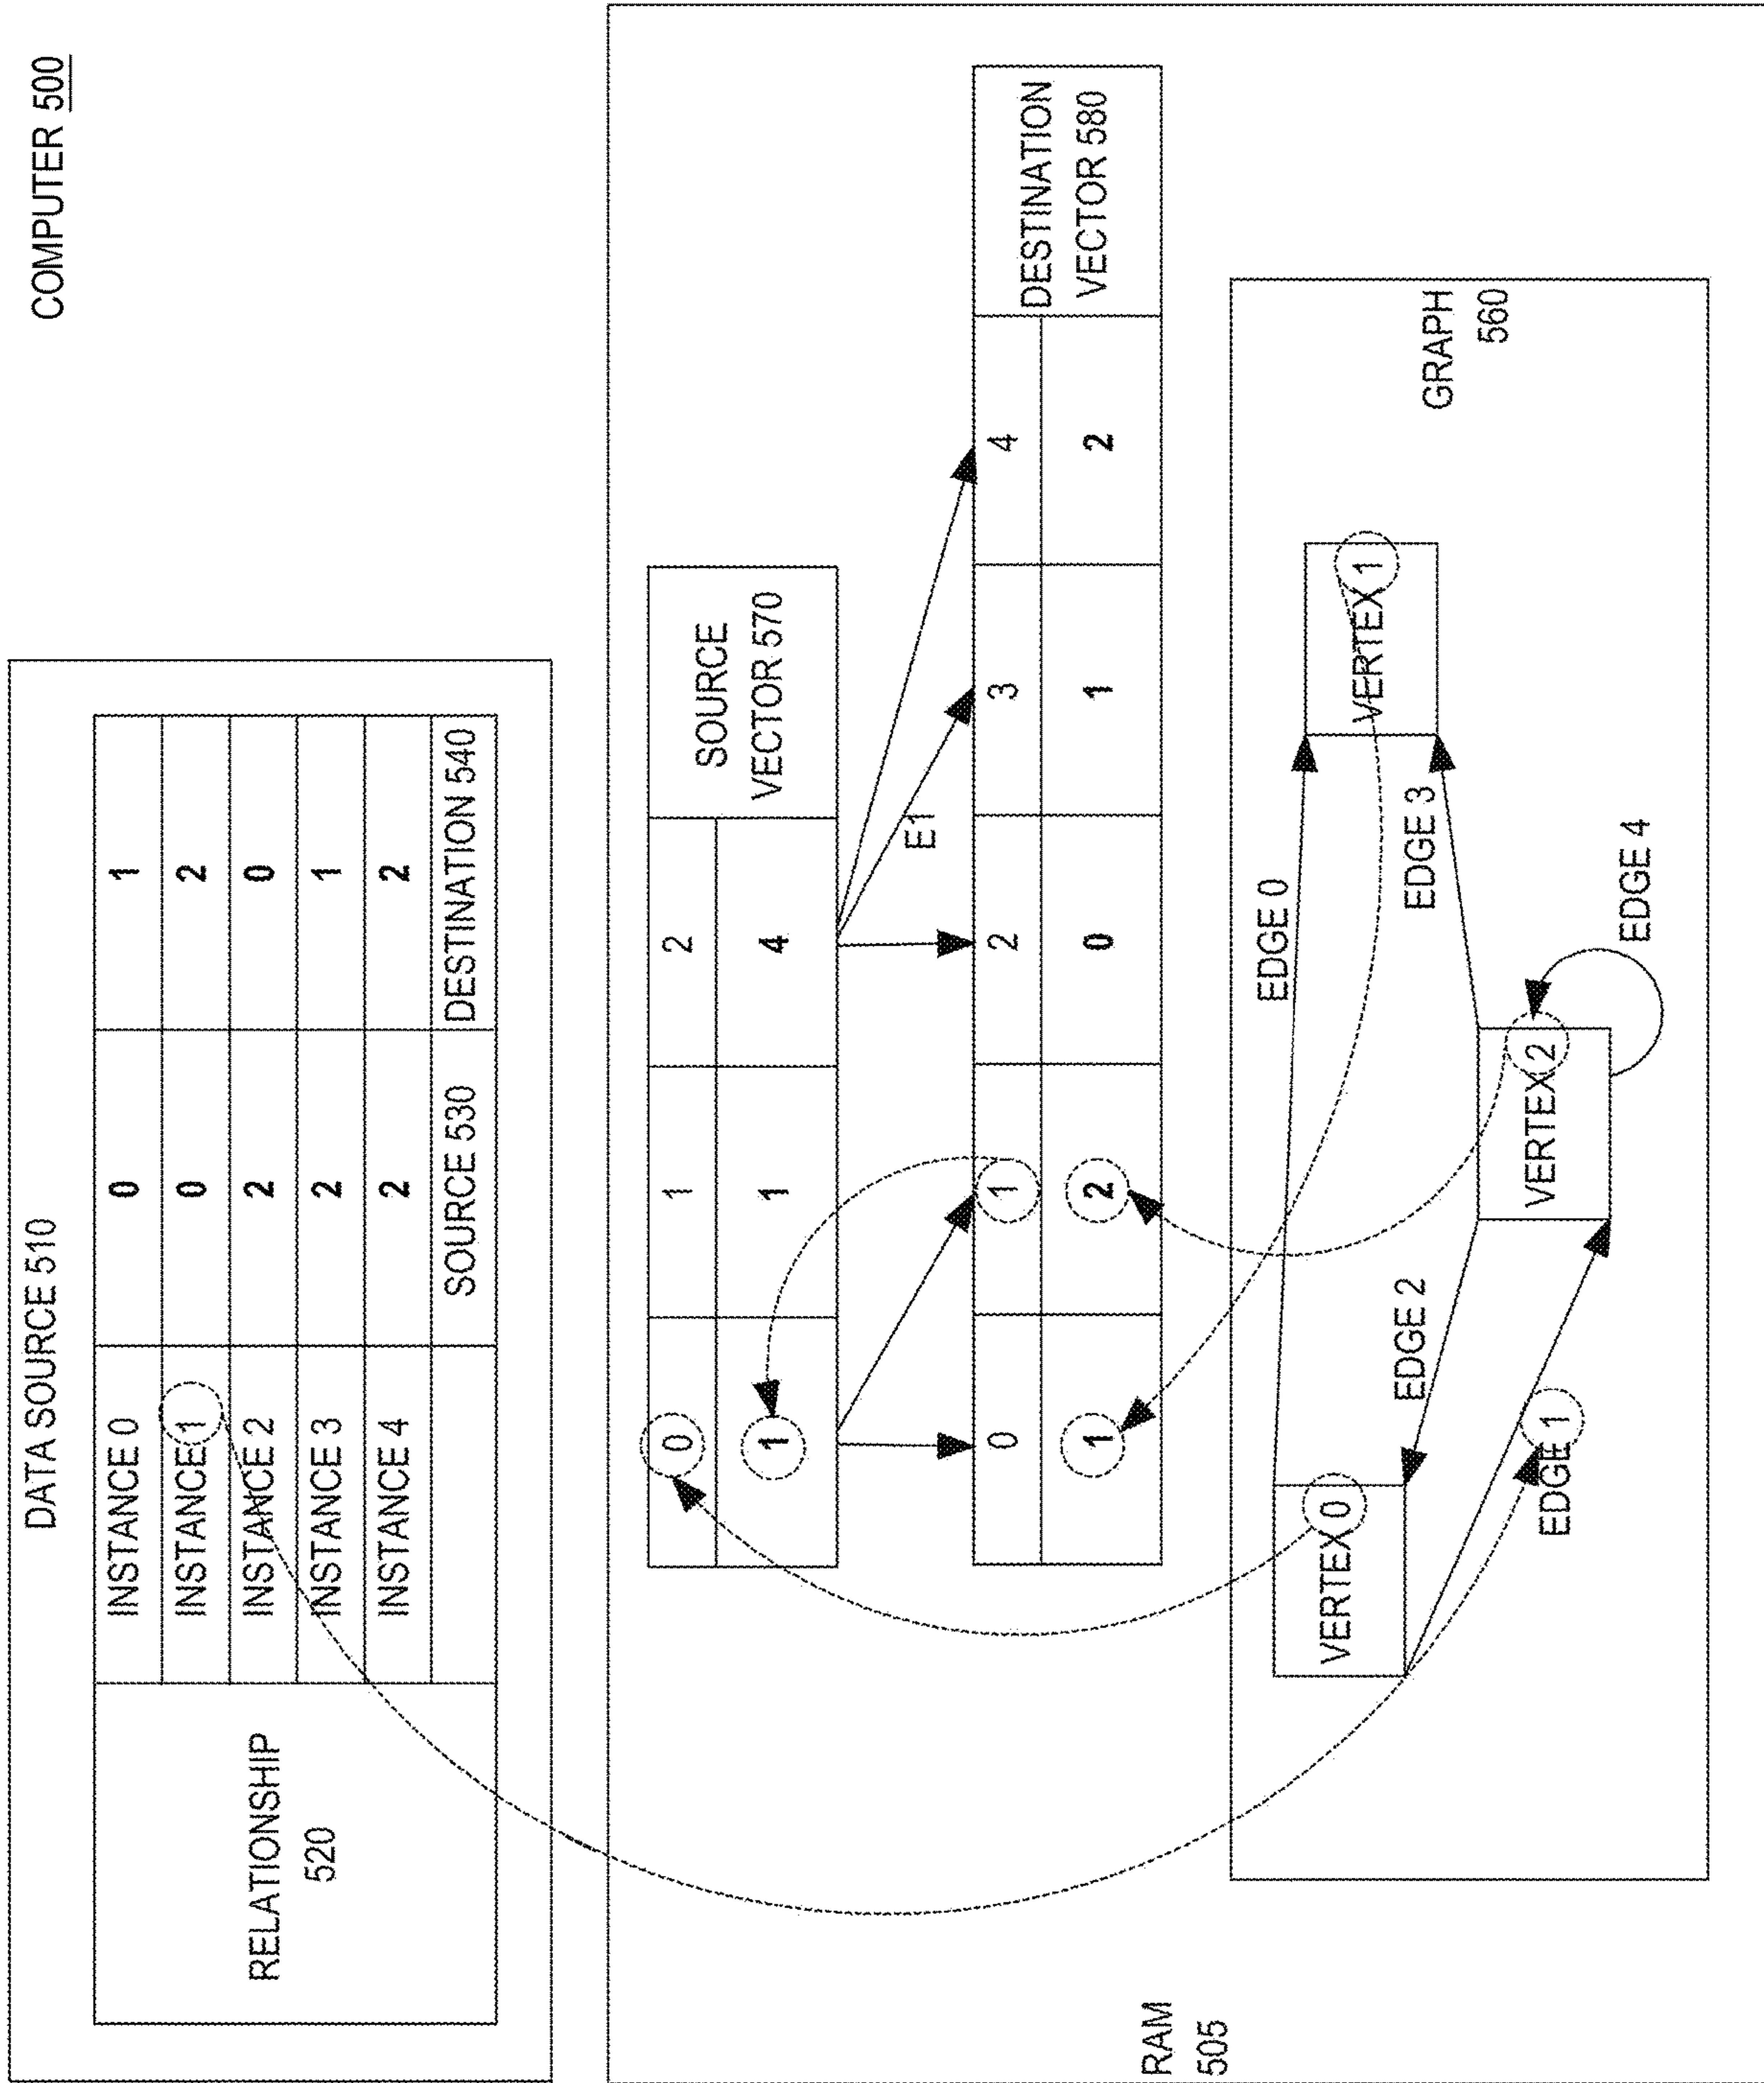 COMPUTER 500
DATA SOURCE 510
RELATIONSHIP
520
INSTANCE 0 0 1
INSTANCE 1 0 2
INSTANCE 2 2 0
INSTANCE 3 2 1
INSTANCE 4 2 2
SOURCE 530 DESTINATION 540
RAM
505
0 1 2
1 1 4
SOURCE
VECTOR 570
E1
0 1 2 3 4
1 2 0 1 2
DESTINATION
VECTOR 580
EDGE 0
VERTEX 0
VERTEX 1
EDGE 2
EDGE 3
GRAPH
560
EDGE 1
VERTEX 2
EDGE 4